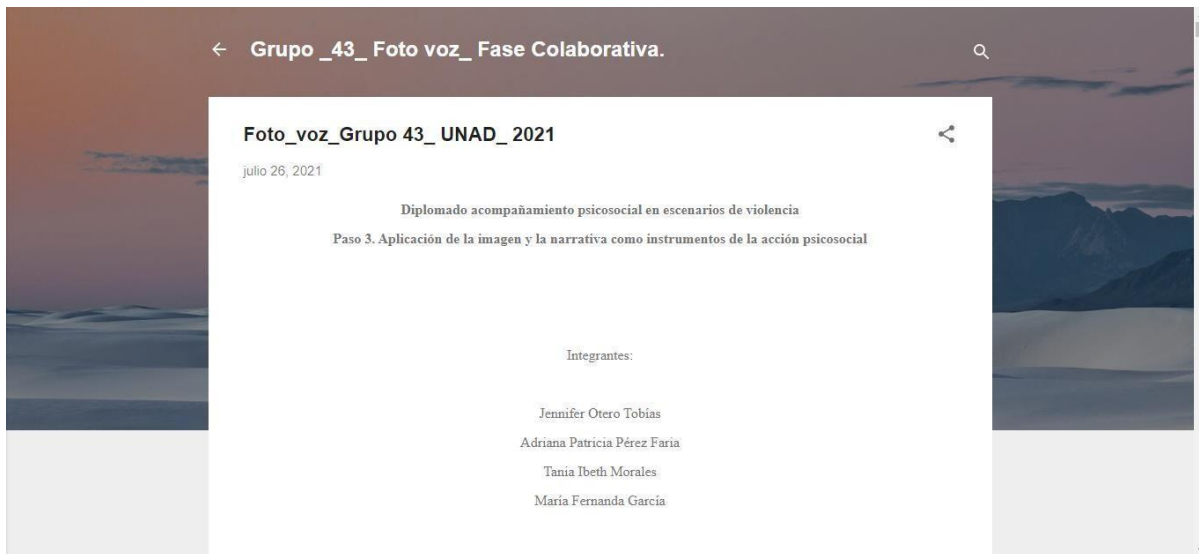 Grupo _43_ Foto voz_ Fase Colaborativa.
Foto_voz_Grupo 43_ UNAD_ 2021
julio 26, 2021
Diplomado acompañamiento psicosocial en escenarios de violencia
Paso 3. Aplicación de la imagen y la narrativa como instrumentos de la acción psicosocial
Integrantes:
Jennifer Otero Tobías
Adriana Patricia Pérez Faria
Tania Ibeth Morales
María Fernanda García